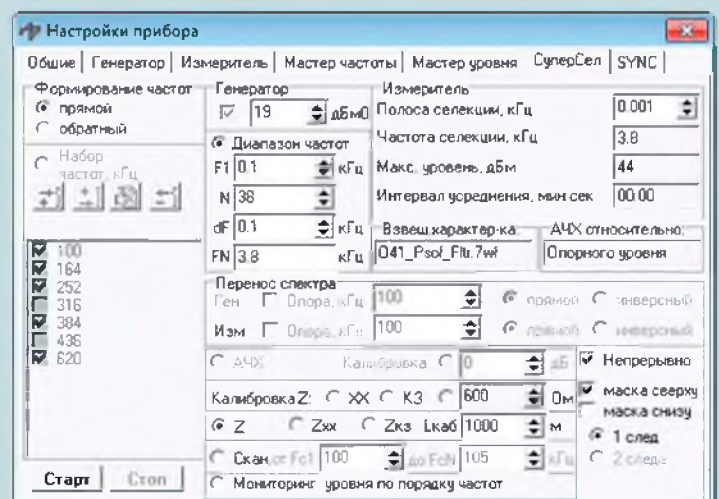 Настройки прибора
Общие Генератор Измеритель Мастер частоты Мастер уровня СуперСел SYNC
Формирование частот
прямой
обратный
Набор частот, кГц
100
164
252
316
384
436
620
Старт Стоп
Генератор
19 дБм0
Диапазон частот
F1 0.1 кГц
N 38
dF 0.1 кГц
FN 3.8 кГц
Измеритель
Полоса селекции, кГц 0.001
Частота селекции, кГц 3.8
Макс. уровень, дБм 44
Интервал усреднения, мин:сек 00:00
Взвеш.характер-ка:
O41_Psof_Fltr.7wf
АЧХ относительно:
Опорного уровня
Перенос спектра
Ген Опора, кГц 100 прямой инверсный
Изм Опора, кГц 100 прямой инверсный
АЧХ Калибровка 0 дБ
Калибровка Z: ХХ КЗ 600 Ом
Z Zхх Zкз Lкаб 1000 м
Скан, от Fc1 100 до FcN 105 кГц
Мониторинг уровня по порядку частот
Непрерывно
маска сверху
маска снизу
1 след
2 следа